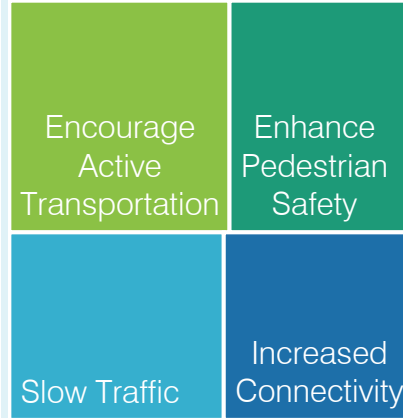 Encourage
Active
Transportation
Enhance
Pedestrian
Safety
Slow Traffic
Increased
Connectivity